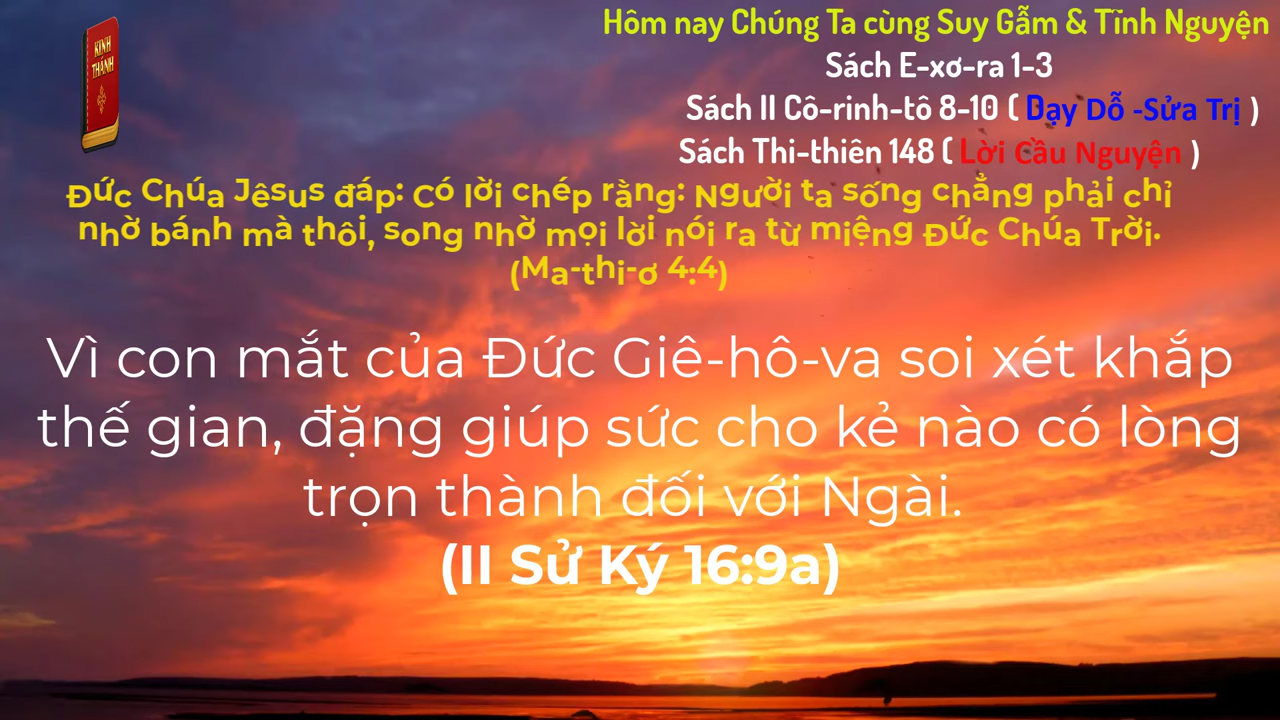 KINH
THÁNH
Hôm nay Chúng Ta cùng Suy Gẫm & Tĩnh Nguyện
Sách E-xơ-ra 1-3
Sách II Cô-rinh-tô 8-10 ( Dạy Dỗ -Sửa Trị )
Sách Thi-thiên 148 ( Lời Cầu Nguyện )
Đức Chúa Jêsus đáp: Có lời chép rằng: Người ta sống chẳng phải chỉ
nhờ bánh mà thôi, song nhờ mọi lời nói ra từ miệng Đức Chúa Trời.
(Ma-thi-ơ 4:4)
Vì con mắt của Đức Giê-hô-va soi xét khắp
thế gian, đặng giúp sức cho kẻ nào có lòng
trọn thành đối với Ngài.
(II Sử Ký 16:9a)